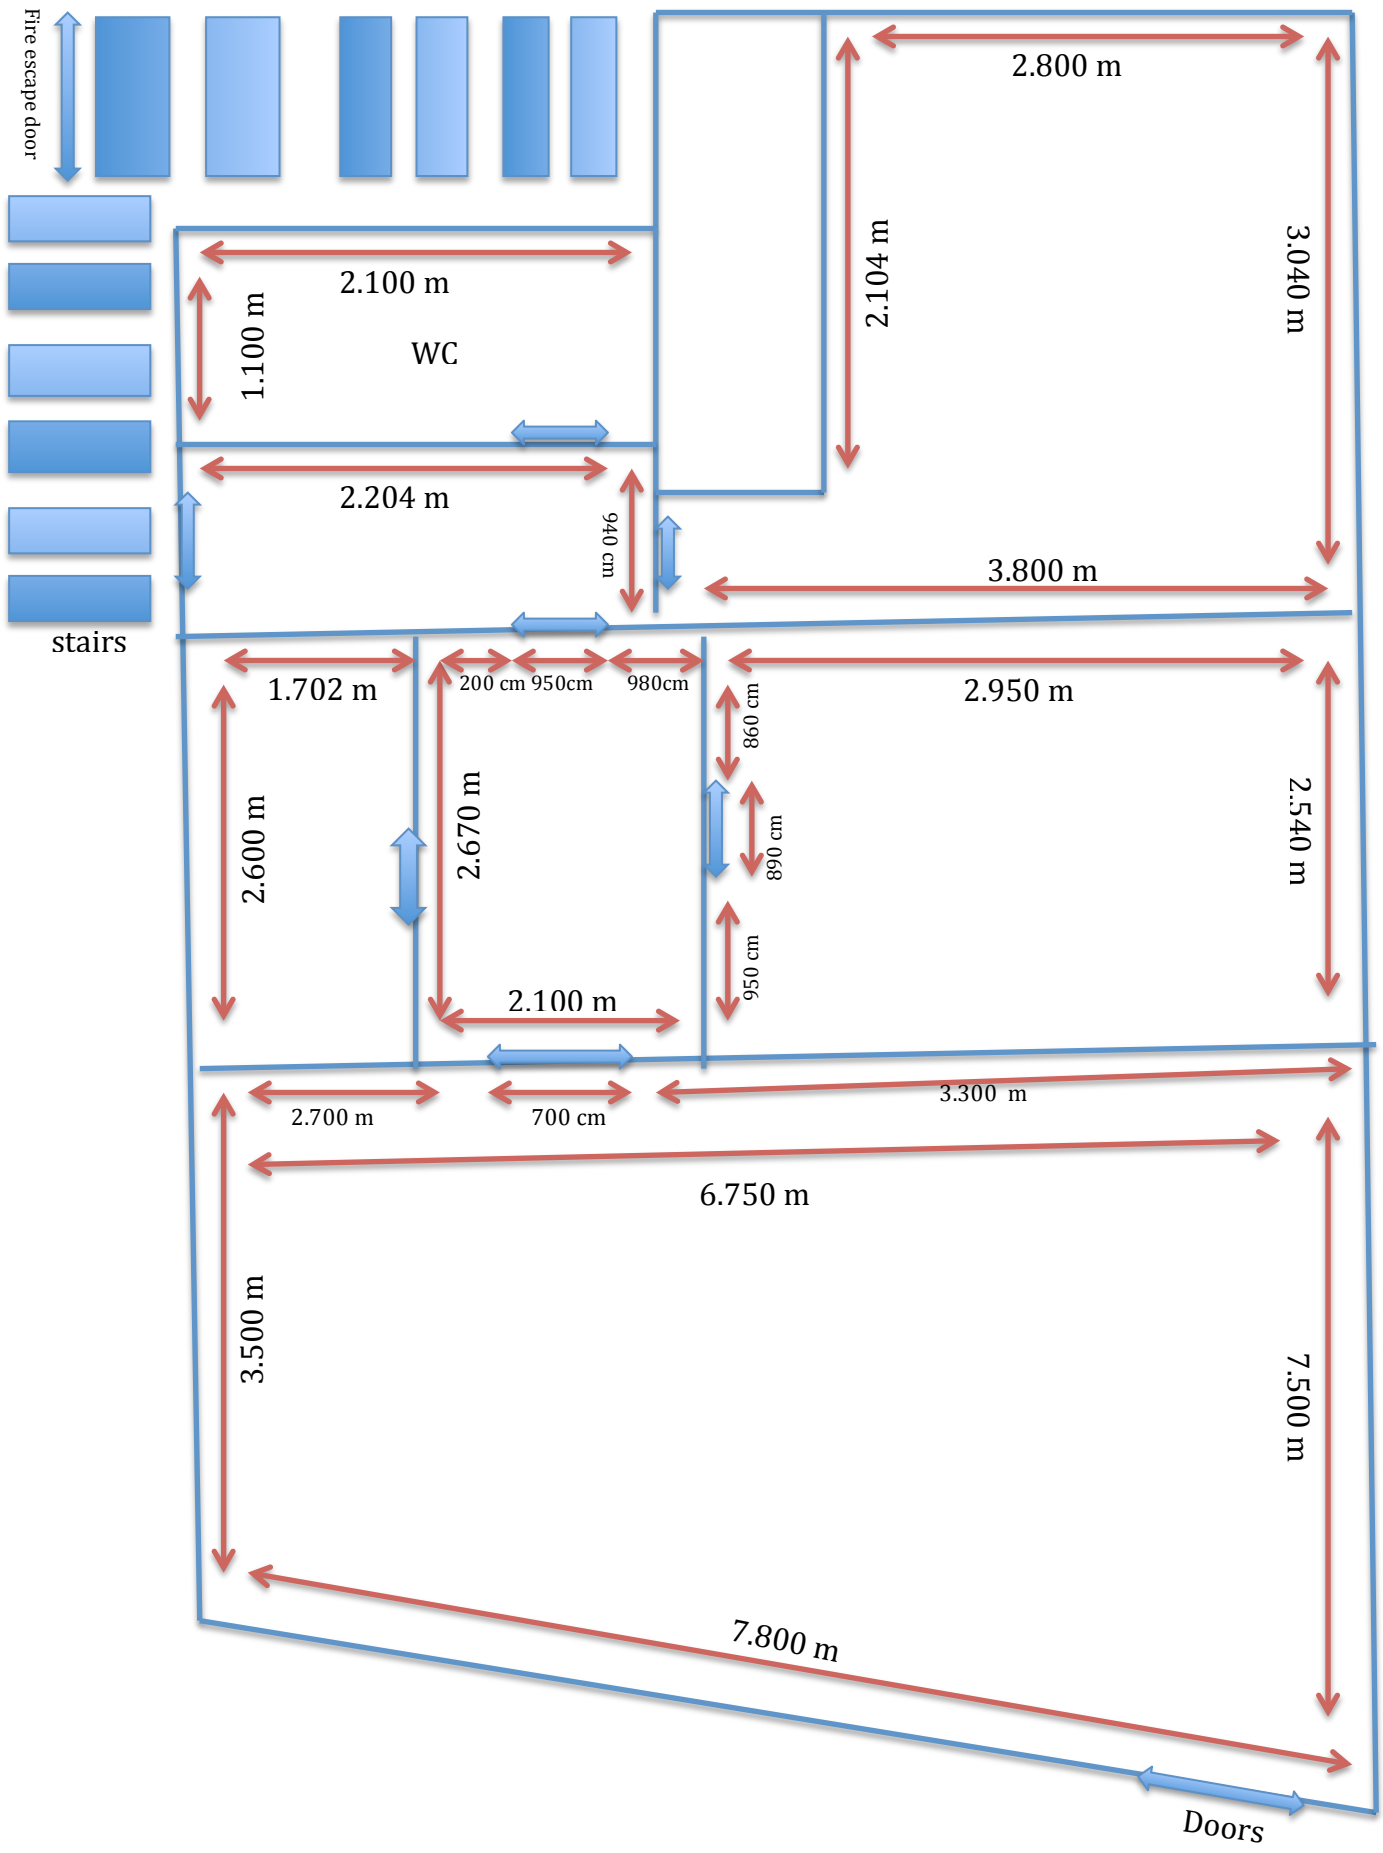 Fire escape door
2.800 m
2.104 m
3.040 m
2.100 m
1.100 m
WC
2.204 m
940 cm
3.800 m
stairs
1.702 m
200 cm
950cm
980cm
860 cm
2.950 m
2.600 m
2.670 m
890 cm
2.540 m
950 cm
2.100 m
2.700 m
700 cm
3.300 m
6.750 m
3.500 m
7.500 m
7.800 m
Doors